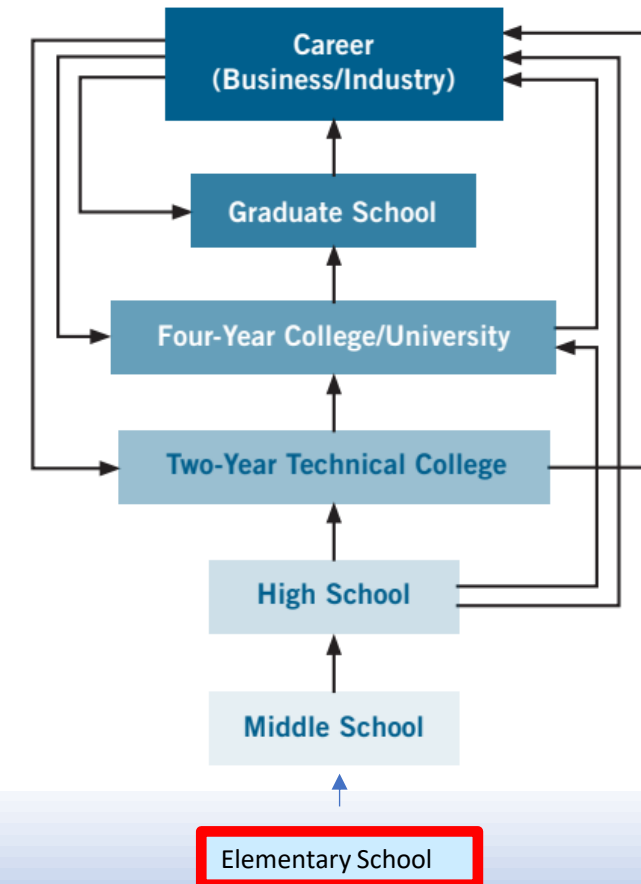 Career
(Business/Industry)
Graduate School
Four-Year College/University
Two-Year Technical College
High School
Middle School
Elementary School